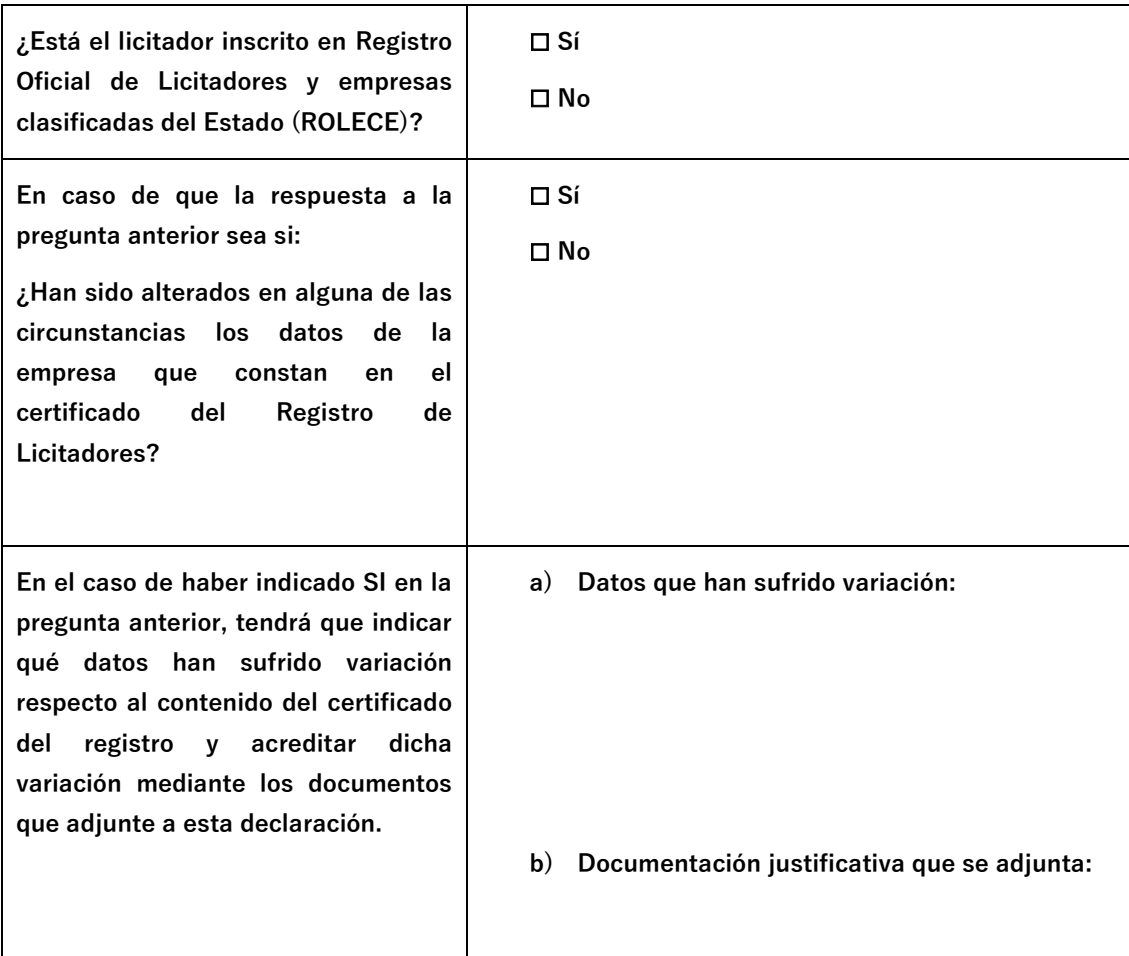 ¿Está el licitador inscrito en Registro
Oficial de Licitadores y empresas
clasificadas del Estado (ROLECE)?
☐ Sí
☐ No
En caso de que la respuesta a la
pregunta anterior sea si:
¿Han sido alterados en alguna de las
circunstancias los datos de la
empresa que constan en el
certificado del Registro de
Licitadores?
☐ Sí
☐ No
En el caso de haber indicado SI en la
pregunta anterior, tendrá que indicar
qué datos han sufrido variación
respecto al contenido del certificado
del registro y acreditar dicha
variación mediante los documentos
que adjunte a esta declaración.
a) Datos que han sufrido variación:
b) Documentación justificativa que se adjunta: